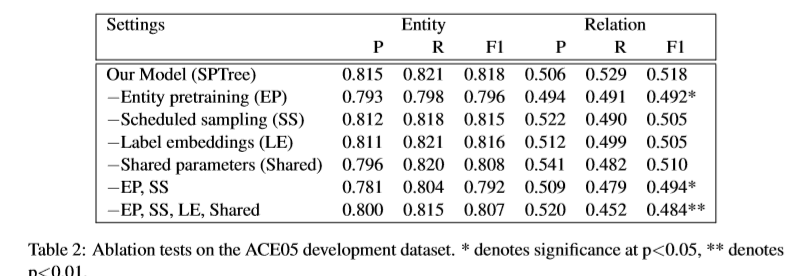 Settings Entity Relation
P R F1 P R F1
Our Model (SPTree) 0.815 0.821 0.818 0.506 0.529 0.518
−Entity pretraining (EP) 0.793 0.798 0.796 0.494 0.491 0.492*
−Scheduled sampling (SS) 0.812 0.818 0.815 0.522 0.490 0.505
−Label embeddings (LE) 0.811 0.821 0.816 0.512 0.499 0.505
−Shared parameters (Shared) 0.796 0.820 0.808 0.541 0.482 0.510
−EP, SS 0.781 0.804 0.792 0.509 0.479 0.494*
−EP, SS, LE, Shared 0.800 0.815 0.807 0.520 0.452 0.484**
Table 2: Ablation tests on the ACE05 development dataset. * denotes significance at p<0.05, ** denotes
p<0.01.